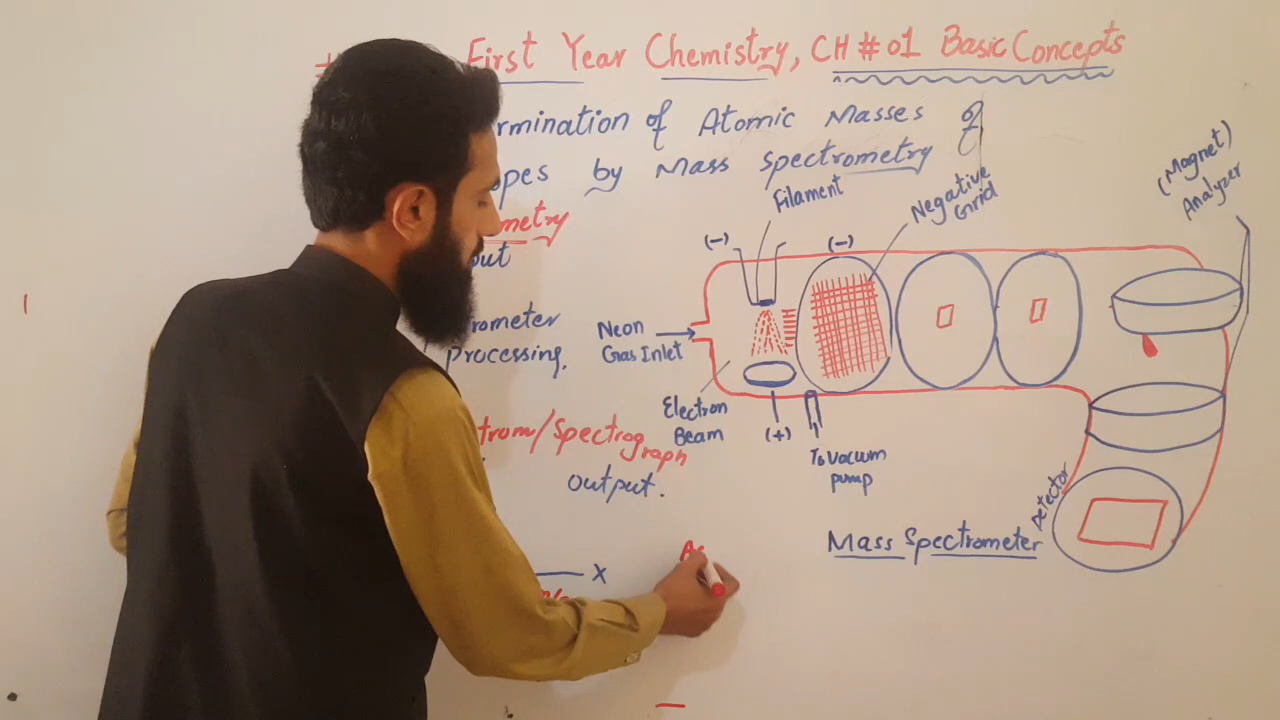 # First Year Chemistry, CH # 01 Basic Concepts
rmination of Atomic Masses of
opes by Mass spectrometry
metry
out
rometer
processing.
trom/Spectrograph
output.
x
Filament
Negative Grid
(Magnet)
Analyzer
(-)
(-)
Neon
Gas Inlet
Electron
Beam
(+)
To vacuum
pump
Detector
Mass Spectrometer